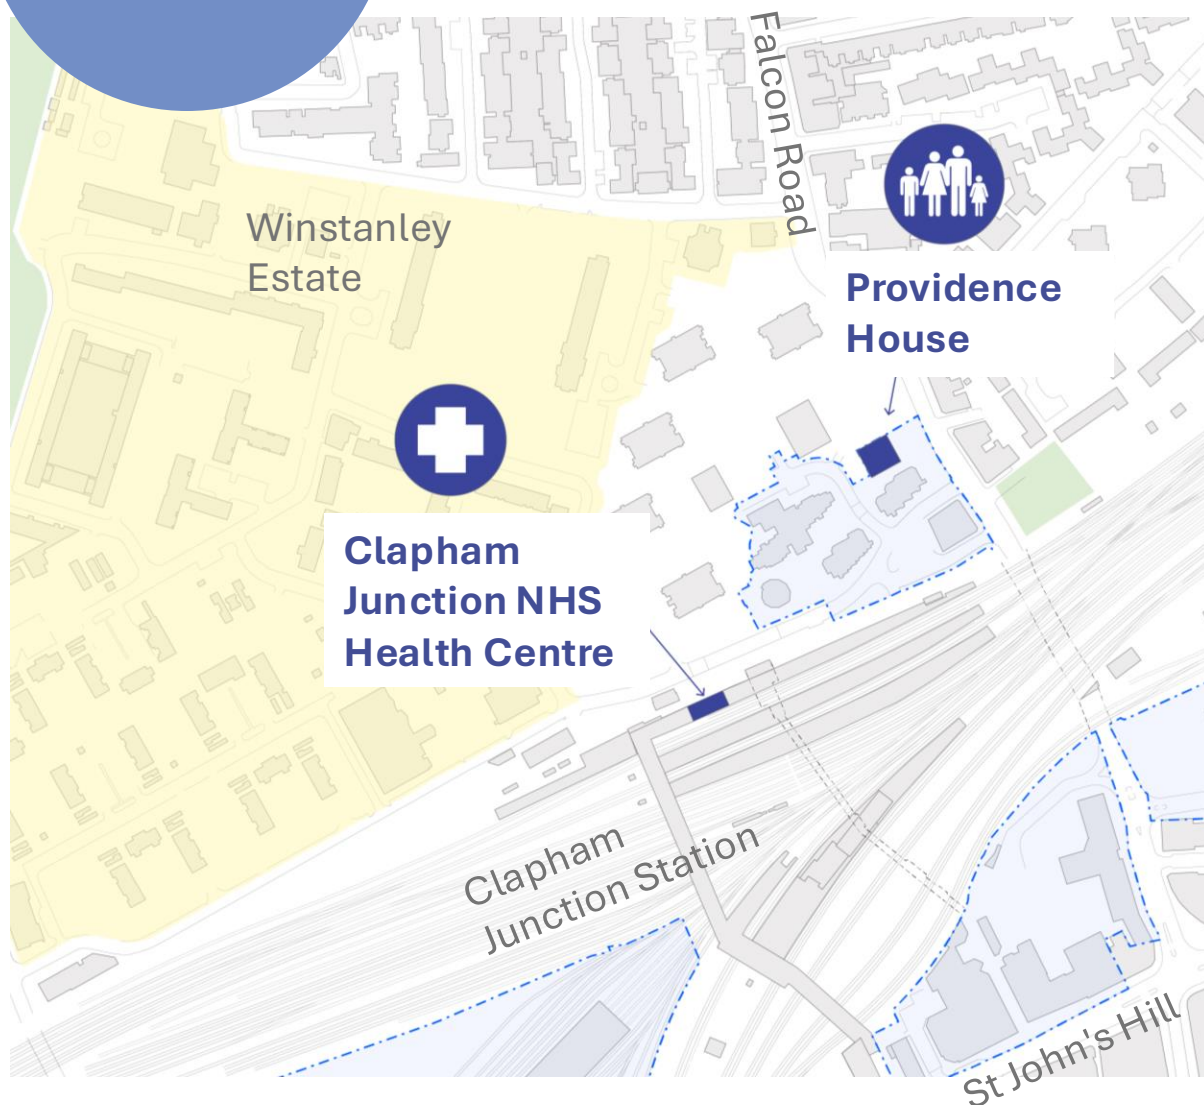 Falcon Road
Winstanley
Estate
Providence
House
Clapham
Junction NHS
Health Centre
Clapham
Junction Station
St John's Hill